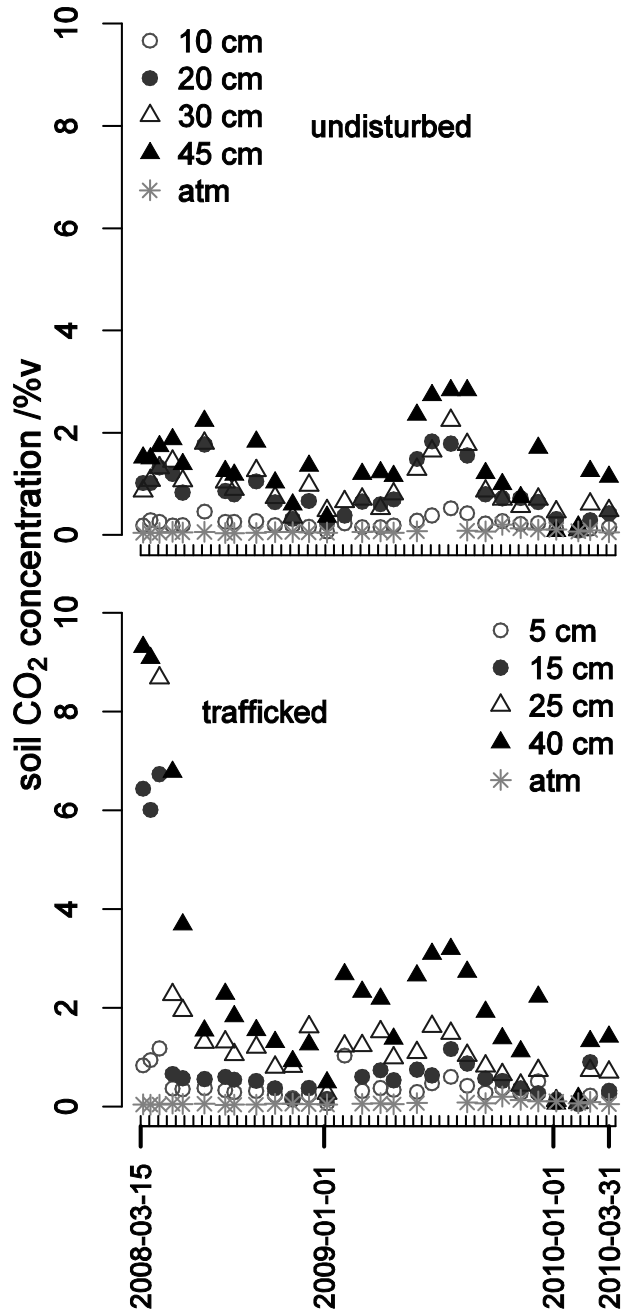 10
8
6
4
2
0
10 cm
20 cm
30 cm
45 cm
atm
undisturbed
soil CO₂ concentration /%v
10
8
6
4
2
0
5 cm
15 cm
25 cm
40 cm
atm
trafficked
2008-03-15
2009-01-01
2010-01-01
2010-03-31